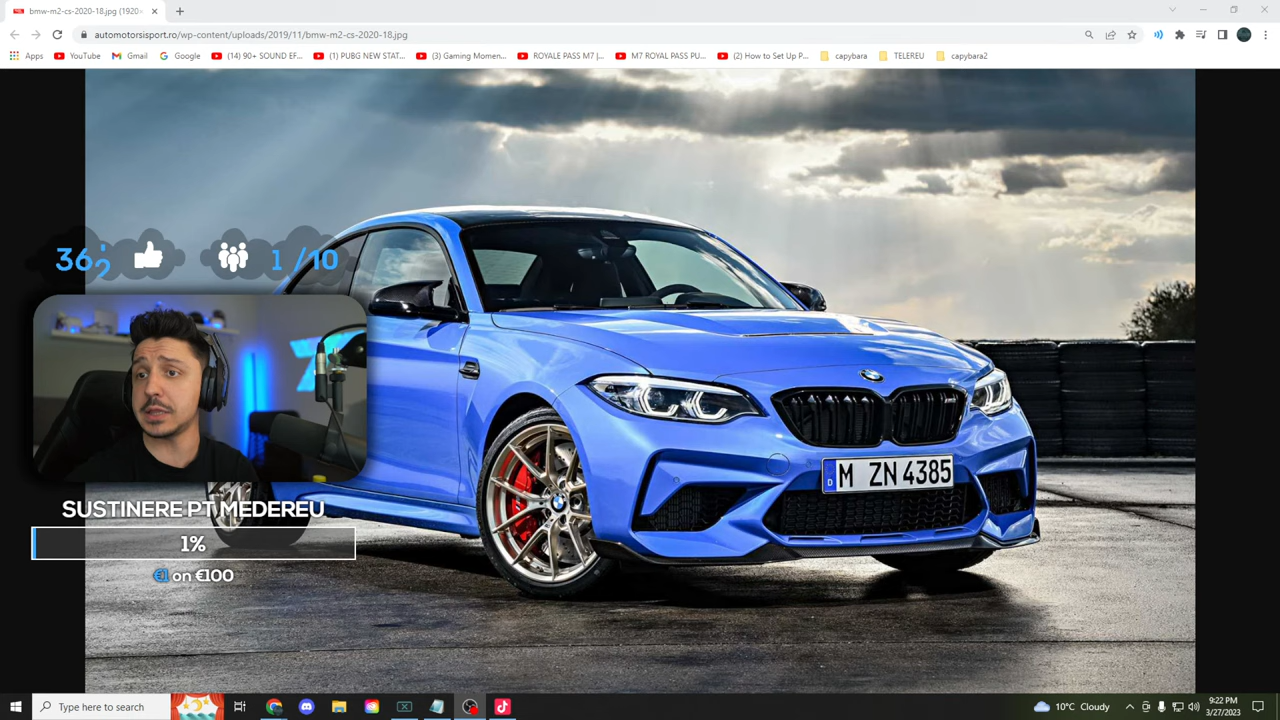 bmw-m2-cs-2020-18.jpg (1920×
automotorsisport.ro/wp-content/uploads/2019/11/bmw-m2-cs-2020-18.jpg
Apps
YouTube
Gmail
Google
(14) 90+ SOUND EF...
(1) PUBG NEW STAT...
(3) Gaming Momen...
ROYALE PASS M7 |...
M7 ROYAL PASS PU...
(2) How to Set Up P...
capybara
TELEREU
capybara2
1 / 10
M ZN 4385
D
SUSTINERE PT MEDEREU
1%
€1 on €100
Type here to search
10°C Cloudy
9:22 PM
3/27/2023